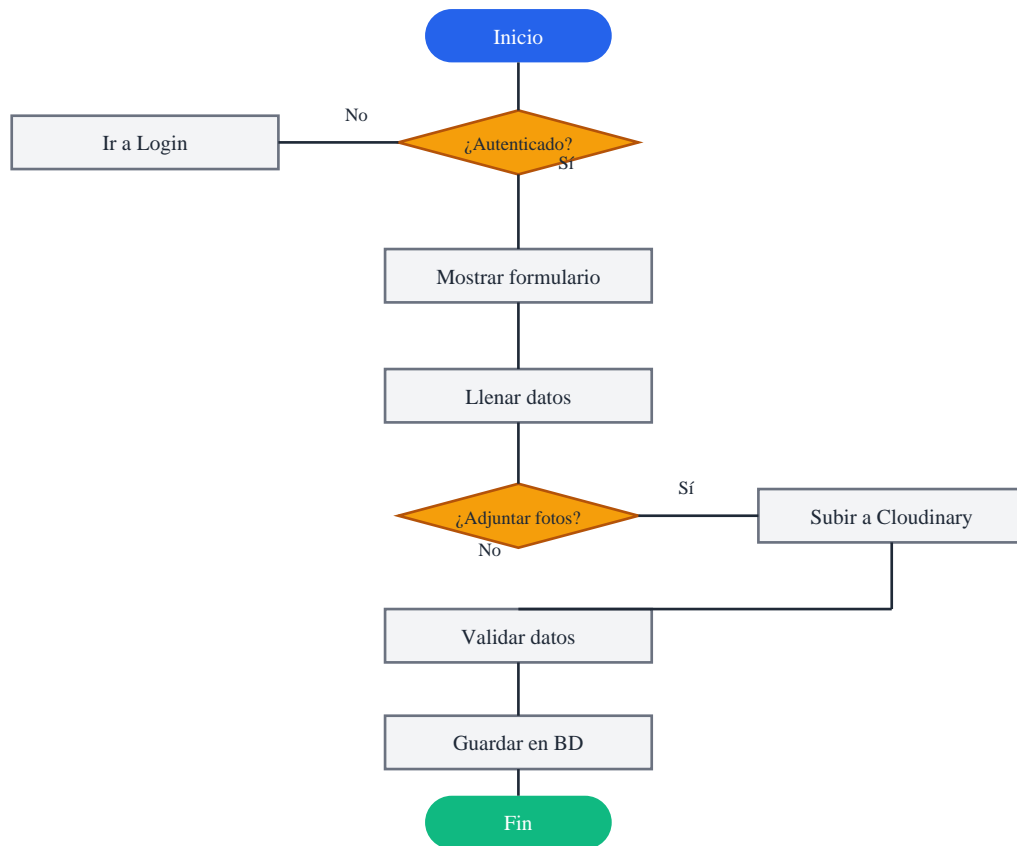 Inicio
No
Ir a Login
¿Autenticado?
Sí
Mostrar formulario
Llenar datos
Sí
¿Adjuntar fotos?
Subir a Cloudinary
No
Validar datos
Guardar en BD
Fin